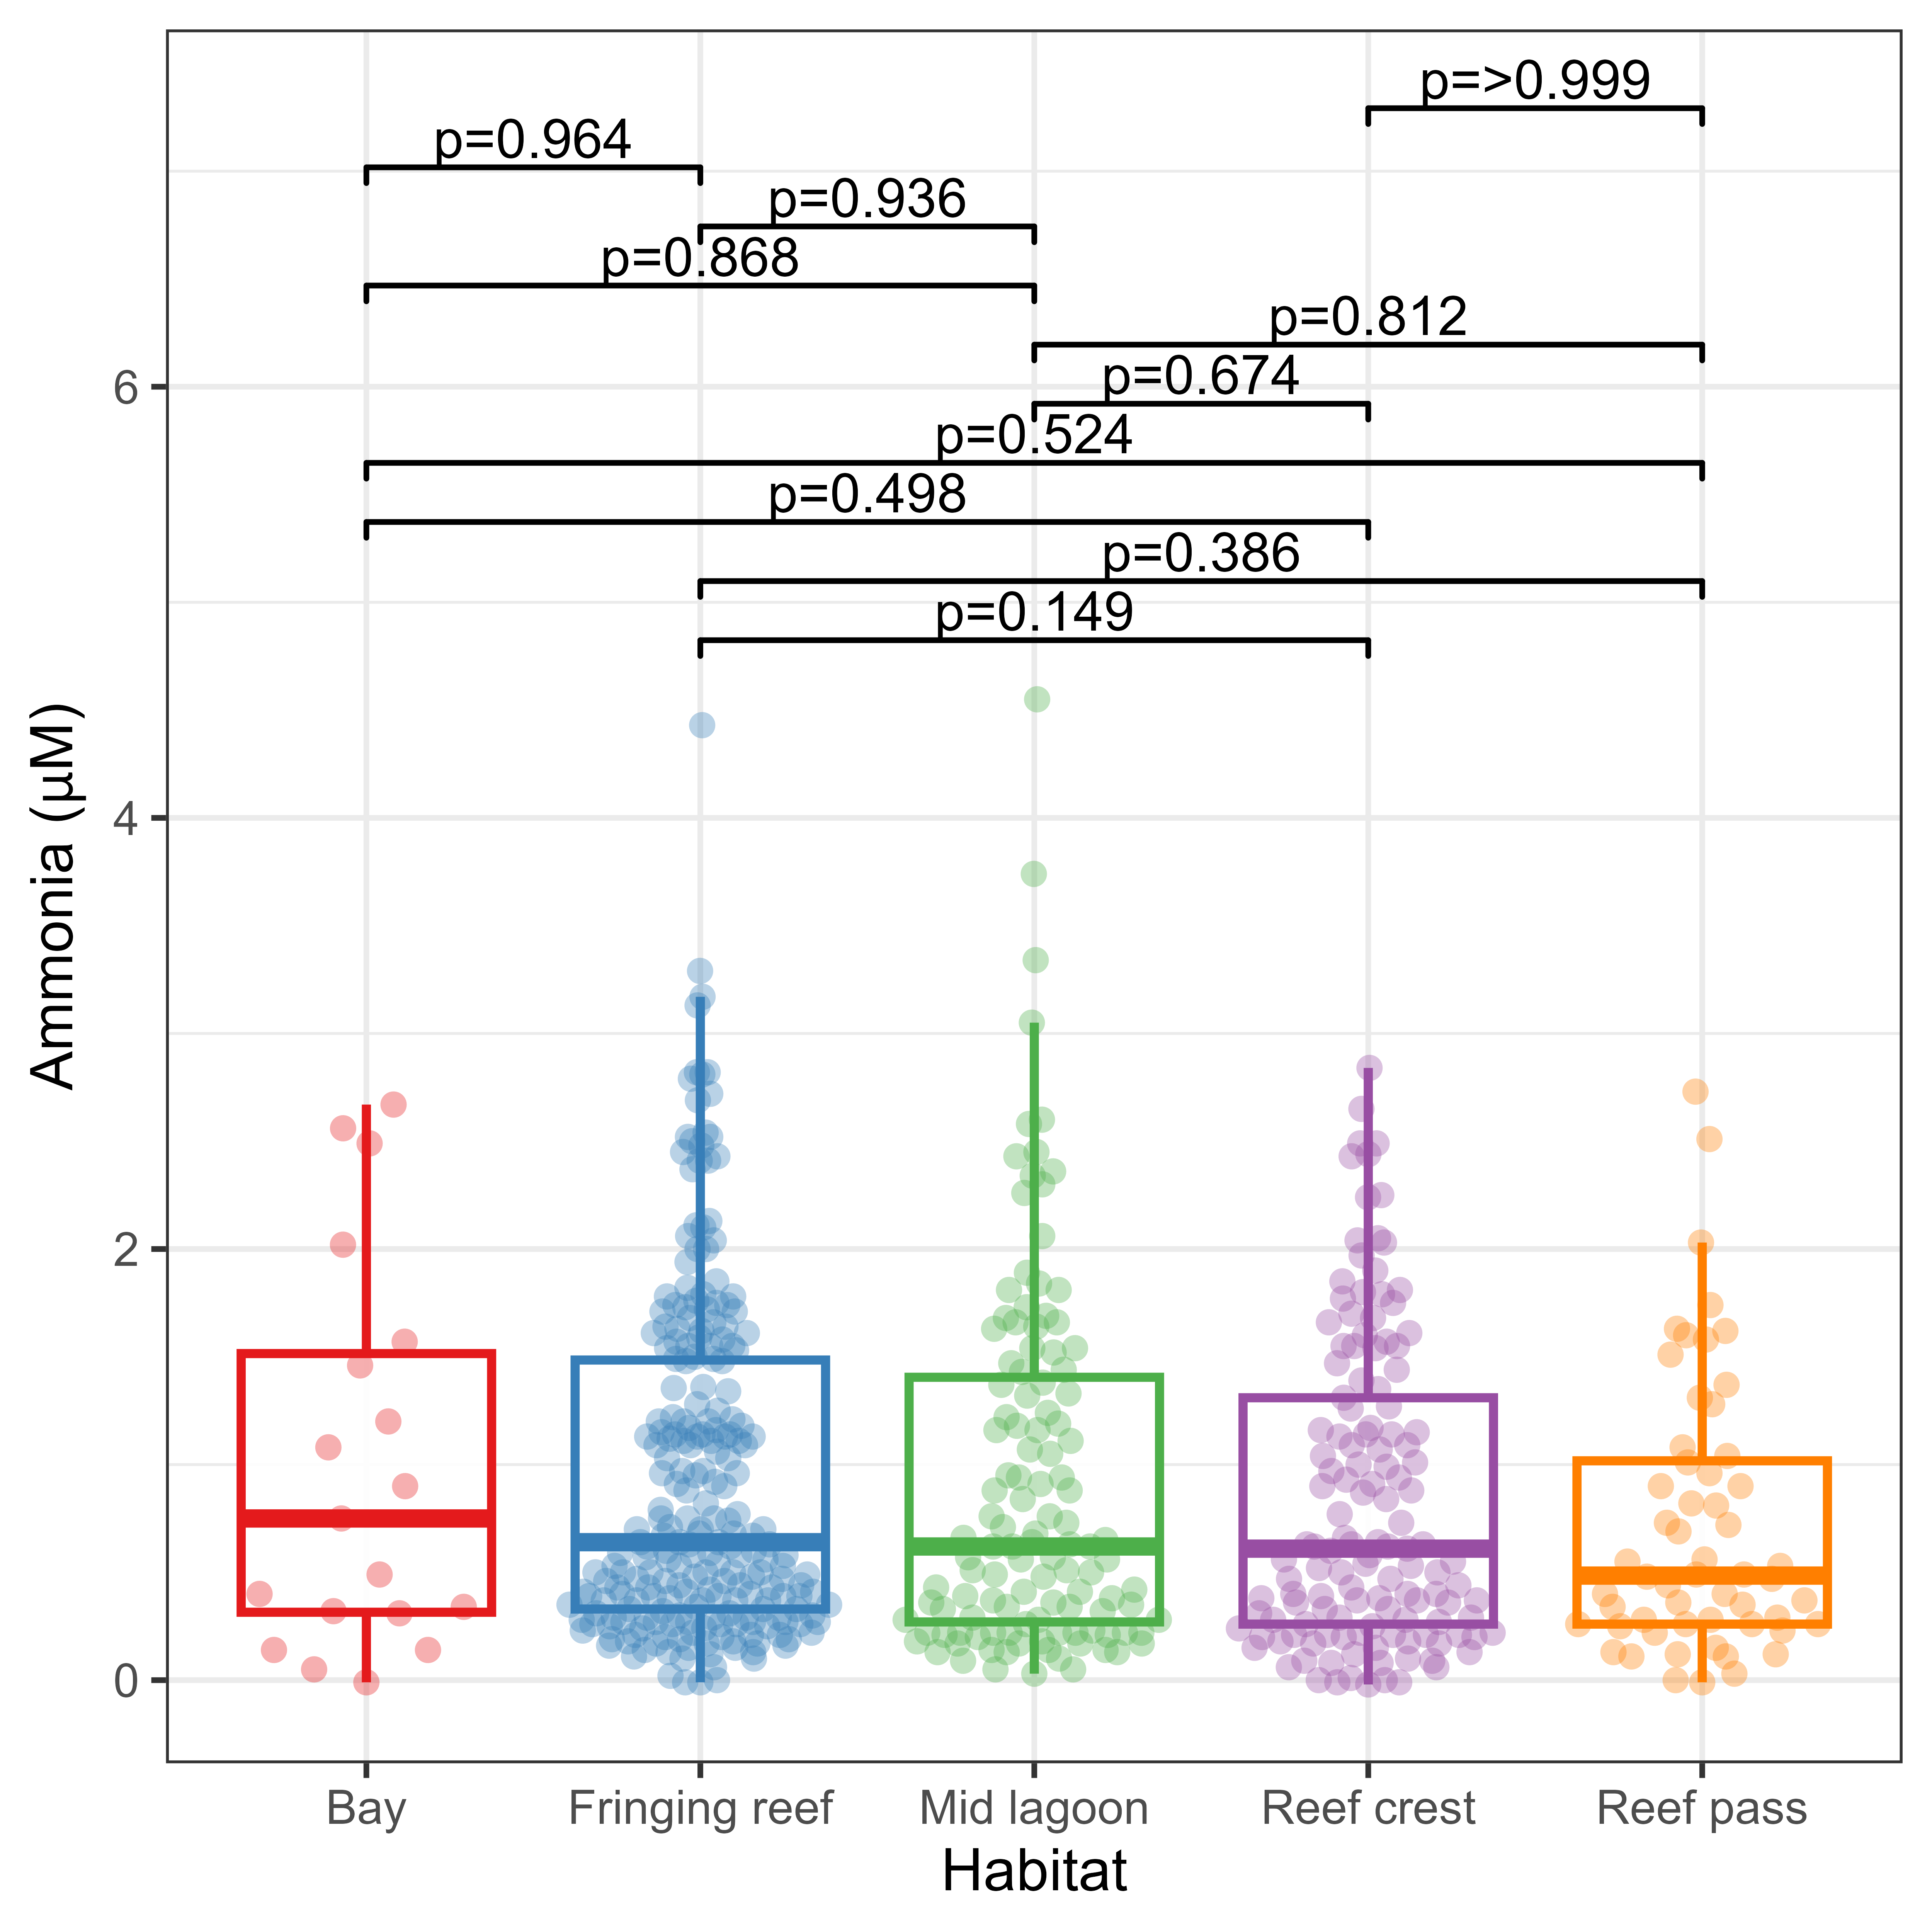 p=>0.999
p=0.964
p=0.936
p=0.868
p=0.812
p=0.674
p=0.524
p=0.498
p=0.386
p=0.149
6
4
2
0
Ammonia (µM)
Bay
Fringing reef
Mid lagoon
Reef crest
Reef pass
Habitat